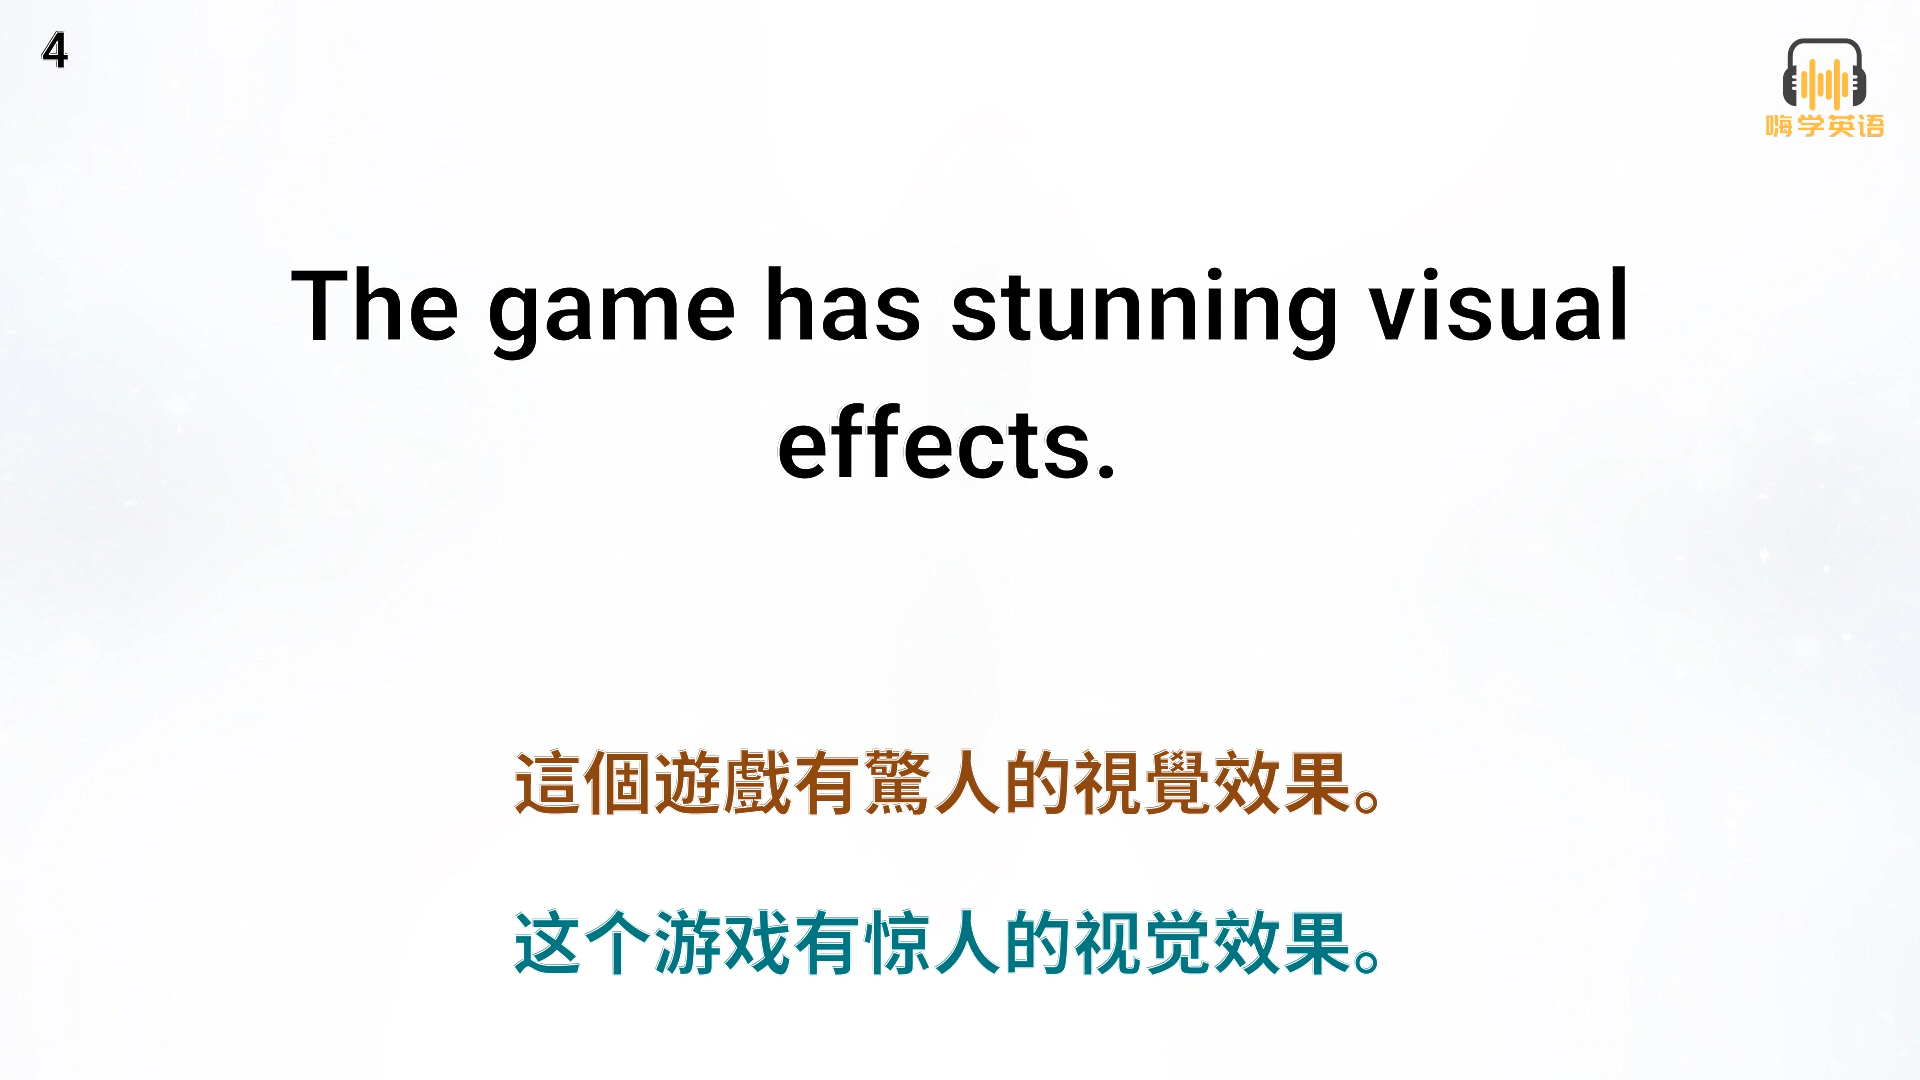 4
嗨学英语
The game has stunning visual
effects.
這個遊戲有驚人的視覺效果。
这个游戏有惊人的视觉效果。